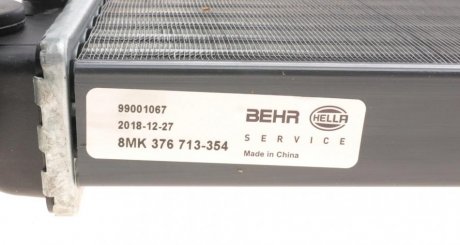 99001067
2018-12-27
8MK 376 713-354
BEHR HELLA
SERVICE
Made in China